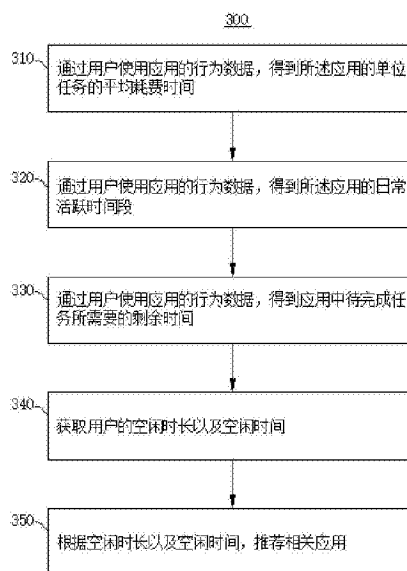 300
310
通过用户使用应用的行为数据，得到所述应用的单位
任务的平均耗费时间
320
通过用户使用应用的行为数据，得到所述应用的日常
活跃时间段
330
通过用户使用应用的行为数据，得到应用中待完成任
务所需要的剩余时间
340
获取用户的空闲时长以及空闲时间
350
根据空闲时长以及空闲时间，推荐相关应用